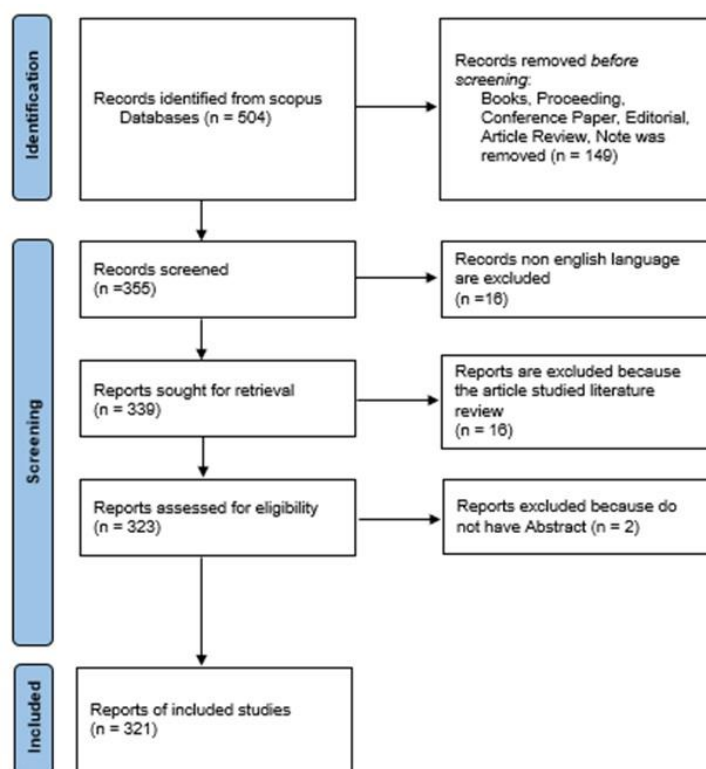 Identification
Records identified from scopus
Databases (n = 504)
Records removed before
screening:
Books, Proceeding,
Conference Paper, Editorial,
Article Review, Note was
removed (n = 149)
Screening
Records screened
(n =355)
Records non english language
are excluded
(n =16)
Reports sought for retrieval
(n = 339)
Reports are excluded because
the article studied literature
review
(n = 16)
Reports assessed for eligibility
(n = 323)
Reports excluded because do
not have Abstract (n = 2)
Included
Reports of included studies
(n = 321)